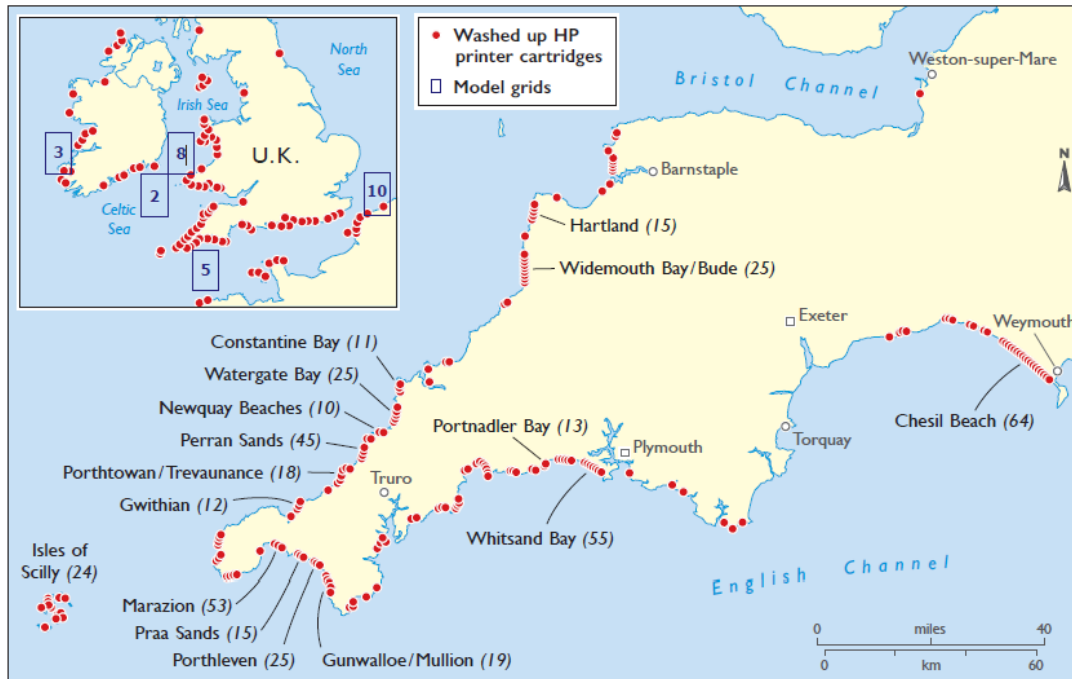 North
Sea
Irish Sea
3
8
U.K.
2
10
Celtic
Sea
5
Washed up HP
printer cartridges
Model grids
Bristol Channel
Weston-super-Mare
N
Barnstaple
Hartland (15)
Widemouth Bay/Bude (25)
Exeter
Weymouth
Constantine Bay (11)
Watergate Bay (25)
Newquay Beaches (10)
Perran Sands (45)
Porthtowan/Trevaunance (18)
Gwithian (12)
Truro
Portnadler Bay (13)
Plymouth
Torquay
Chesil Beach (64)
Whitsand Bay (55)
Isles of
Scilly (24)
Marazion (53)
Praa Sands (15)
Porthleven (25)
Gunwalloe/Mullion (19)
English Channel
0 miles 40
0 km 60